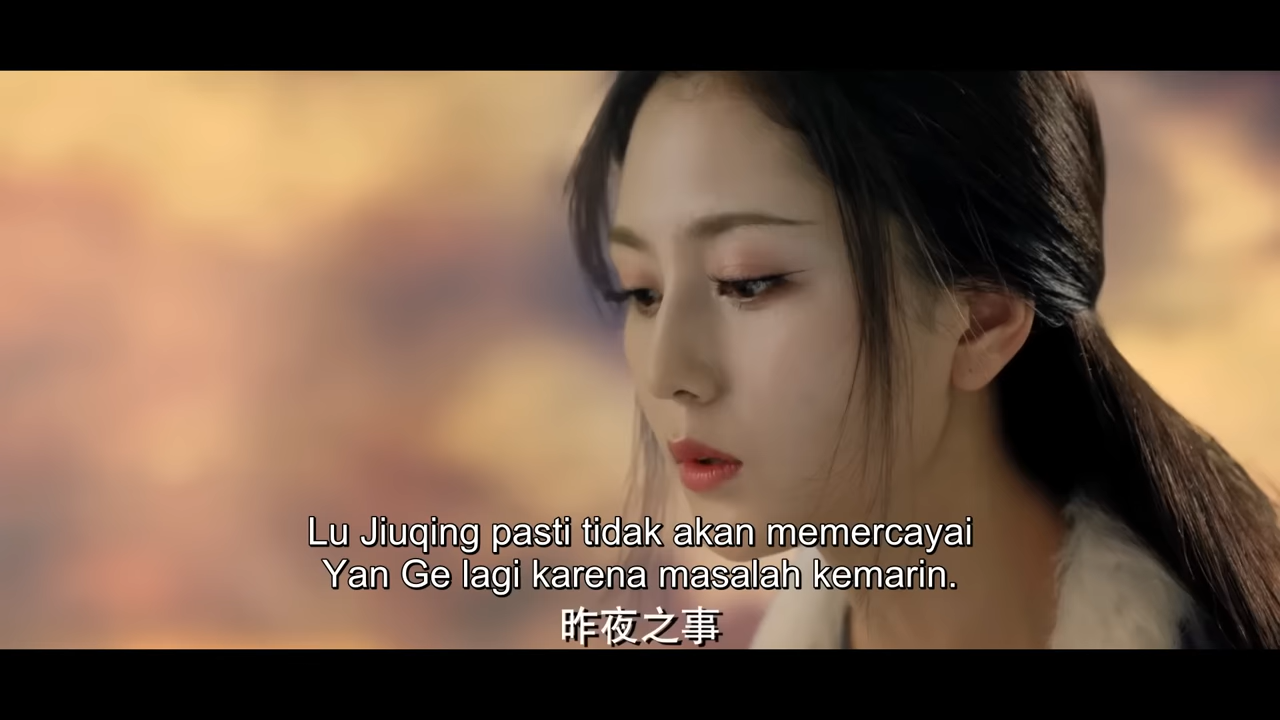 Lu Jiuqing pasti tidak akan memercayai
Yan Ge lagi karena masalah kemarin.
昨夜之事